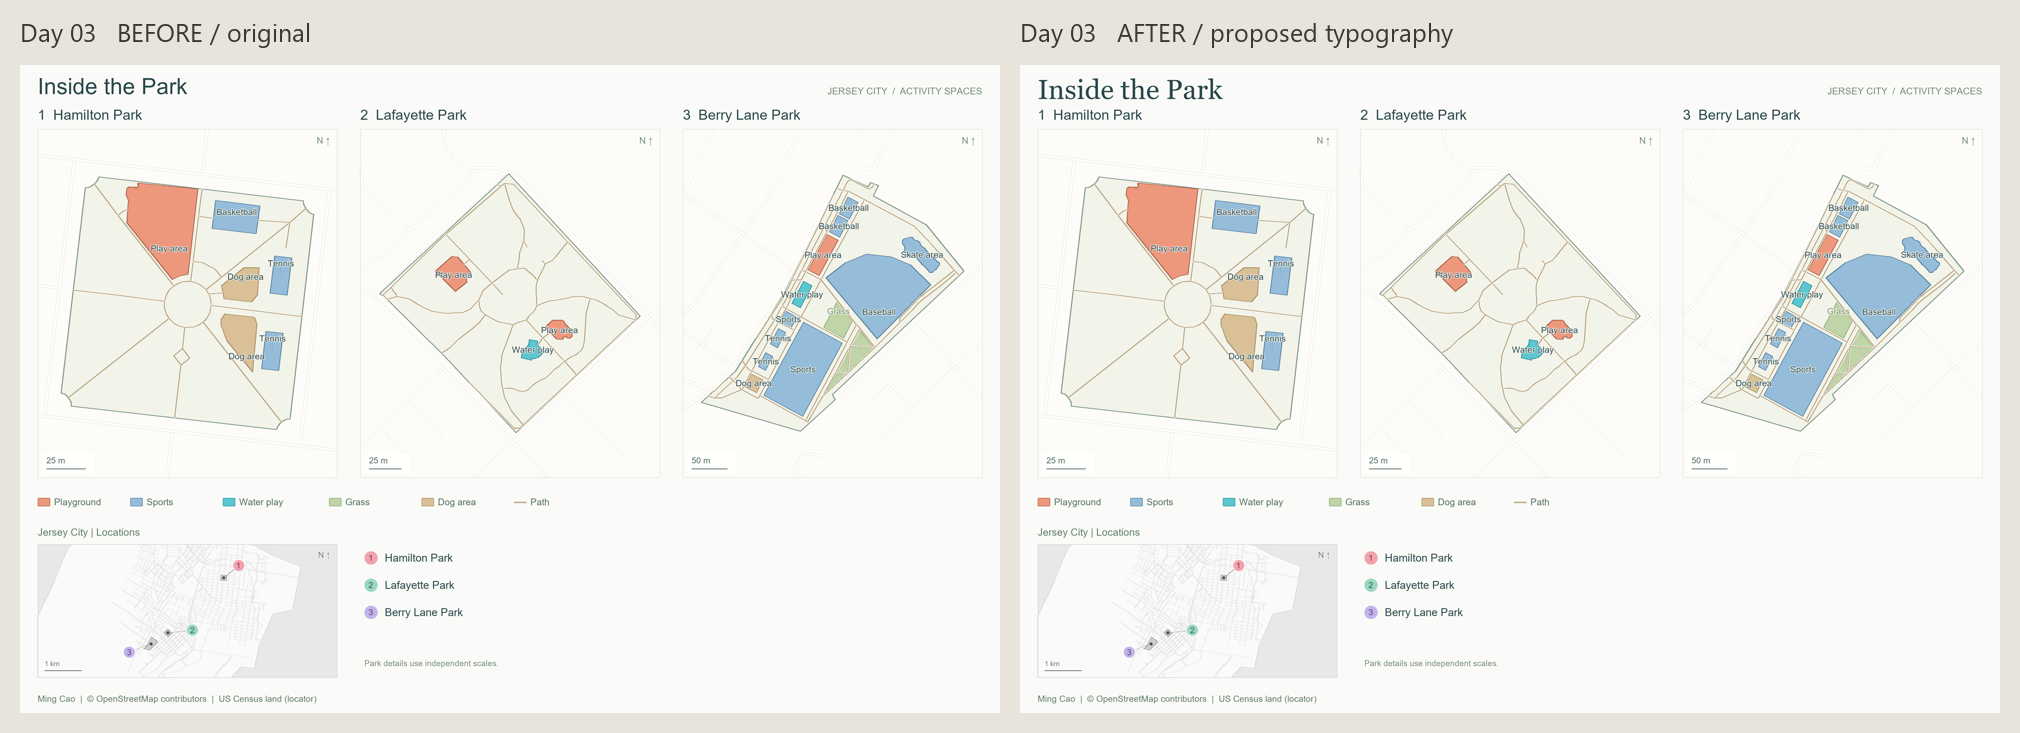 Day 03 BEFORE / original
Inside the Park
JERSEY CITY / ACTIVITY SPACES
1 Hamilton Park
2 Lafayette Park
3 Berry Lane Park
N ↑
Basketball
Play area
Tennis
Dog area
Tennis
Dog area
25 m
N ↑
Play area
Play area
Water play
25 m
N ↑
Basketball
Basketball
Skate area
Play area
Water play
Grass
Baseball
Sports
Tennis
Tennis
Sports
Dog area
50 m
Playground
Sports
Water play
Grass
Dog area
Path
Jersey City | Locations
N ↑
1
2
3
1 km
1 Hamilton Park
2 Lafayette Park
3 Berry Lane Park
Park details use independent scales.
Ming Cao | © OpenStreetMap contributors | US Census land (locator)
Day 03 AFTER / proposed typography
Inside the Park
JERSEY CITY / ACTIVITY SPACES
1 Hamilton Park
2 Lafayette Park
3 Berry Lane Park
N ↑
Basketball
Play area
Tennis
Dog area
Tennis
Dog area
25 m
N ↑
Play area
Play area
Water play
25 m
N ↑
Basketball
Basketball
Skate area
Play area
Water play
Grass
Baseball
Sports
Tennis
Tennis
Sports
Dog area
50 m
Playground
Sports
Water play
Grass
Dog area
Path
Jersey City | Locations
N ↑
1
2
3
1 km
1 Hamilton Park
2 Lafayette Park
3 Berry Lane Park
Park details use independent scales.
Ming Cao | © OpenStreetMap contributors | US Census land (locator)